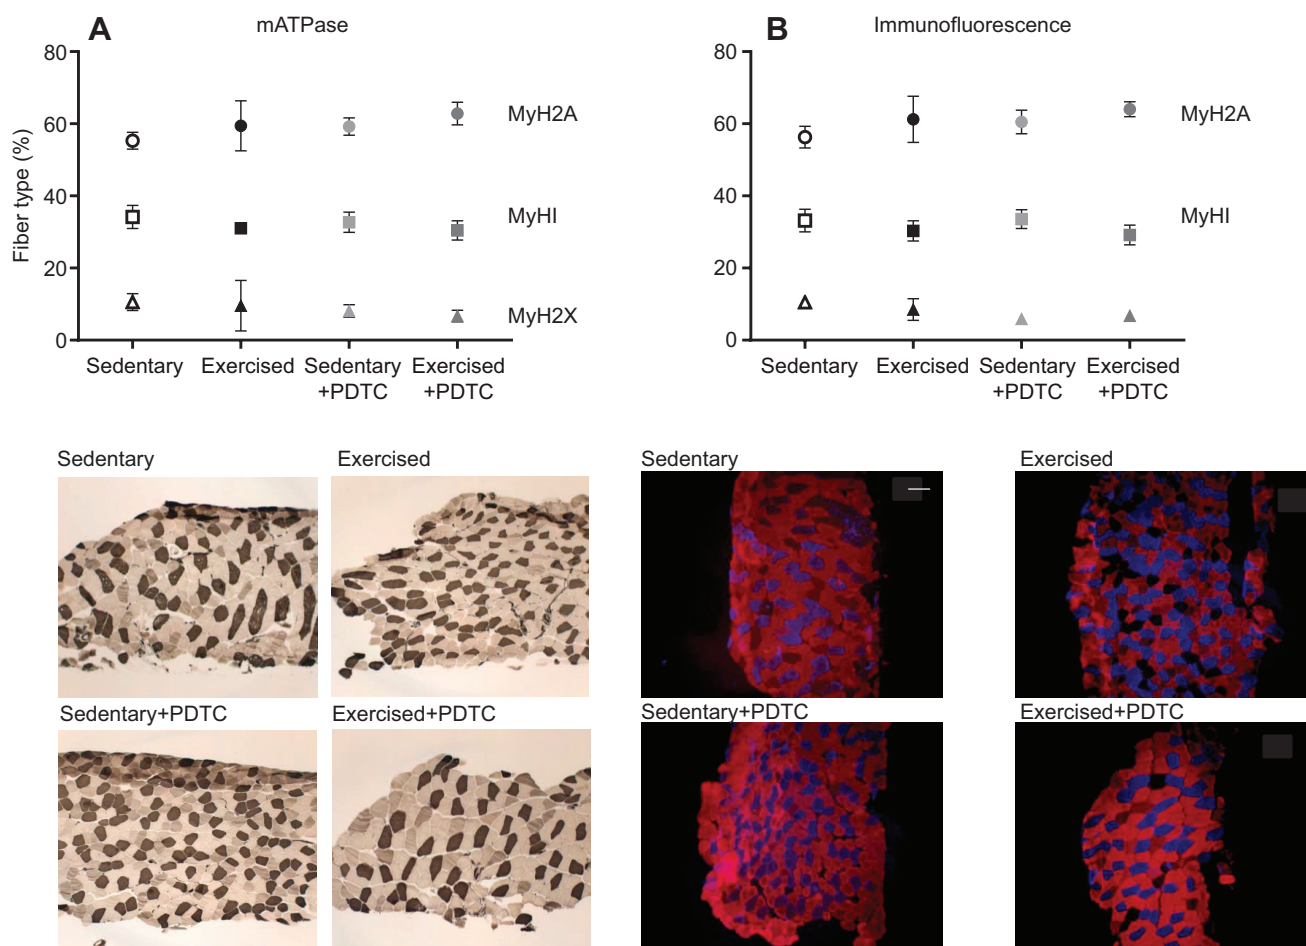 A mATPase
80
60
40
20
0
Fiber type (%)
MyH2A
MyHI
MyH2X
Sedentary Exercised Sedentary Exercised
+PDTC +PDTC
B Immunofluorescence
80
60
40
20
0
MyH2A
MyHI
Sedentary Exercised Sedentary Exercised
+PDTC +PDTC
Sedentary Exercised
Sedentary+PDTC Exercised+PDTC
Sedentary Exercised
Sedentary+PDTC Exercised+PDTC